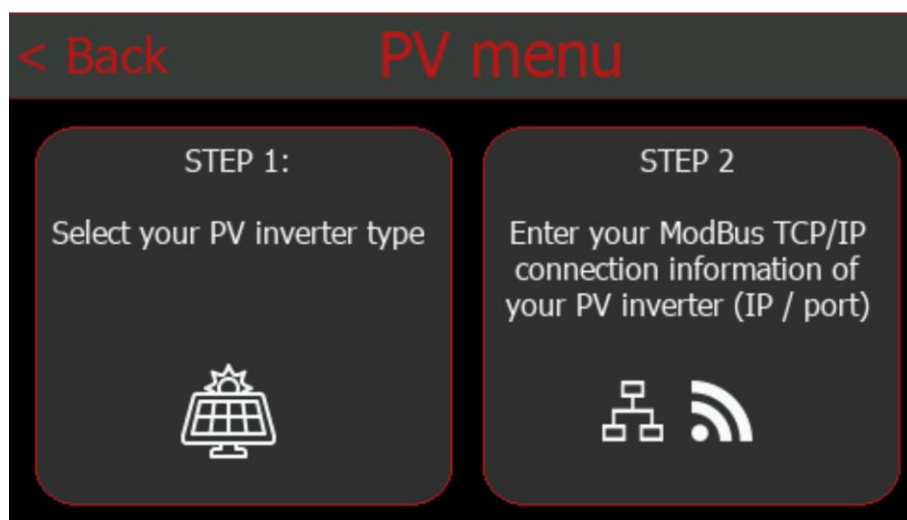 < Back
PV menu
STEP 1:
Select your PV inverter type
STEP 2
Enter your ModBus TCP/IP
connection information of
your PV inverter (IP / port)